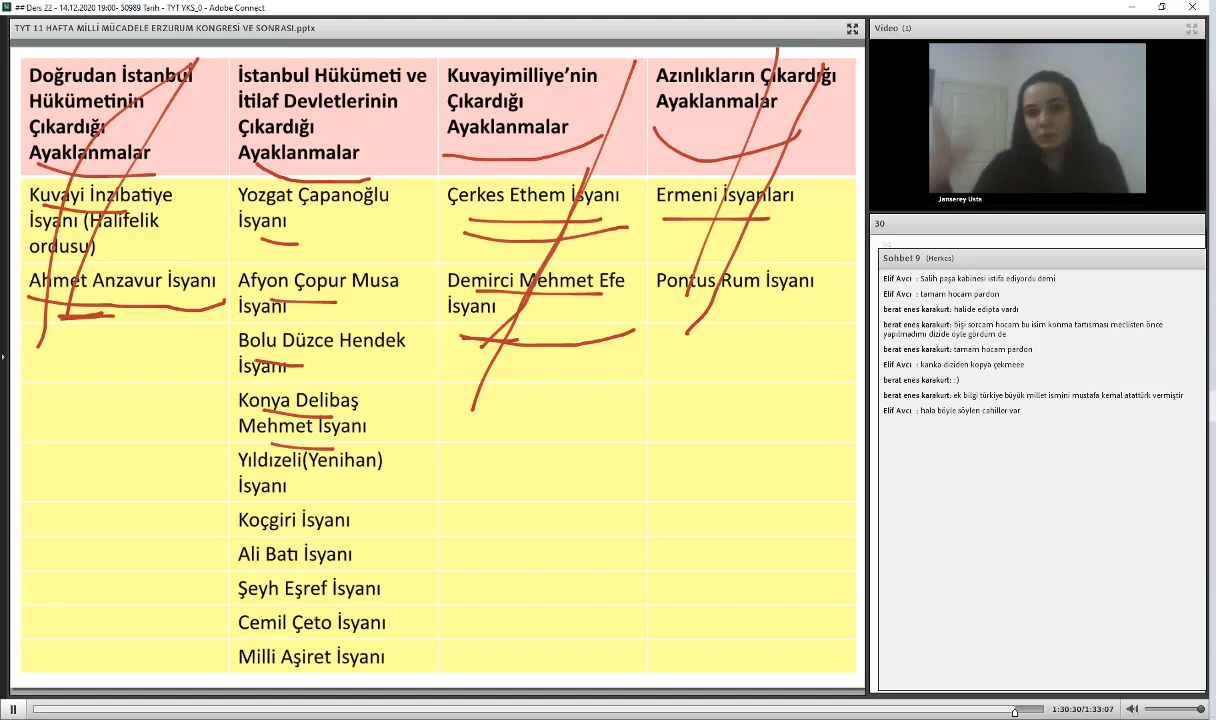 ## Ders 22 - 14.12.2020 19:00- 50989 Tarih - TYT YKS_0 - Adobe Connect
TYT 11 HAFTA MİLLİ MÜCADELE ERZURUM KONGRESİ VE SONRASI.pptx
Doğrudan İstanbul
Hükümetinin
Çıkardığı
Ayaklanmalar
İstanbul Hükümeti ve
İtilaf Devletlerinin
Çıkardığı
Ayaklanmalar
Kuvayimilliye'nin
Çıkardığı
Ayaklanmalar
Azınlıkların Çıkardığı
Ayaklanmalar
Kuvayi İnzibatiye
İsyanı (Halifelik
ordusu)
Yozgat Çapanoğlu
İsyanı
Çerkes Ethem İsyanı
Ermeni İsyanları
Ahmet Anzavur İsyanı
Afyon Çopur Musa
İsyanı
Demirci Mehmet Efe
İsyanı
Pontus Rum İsyanı
Bolu Düzce Hendek
İsyanı
Konya Delibaş
Mehmet İsyanı
Yıldızeli(Yenihan)
İsyanı
Koçgiri İsyanı
Ali Batı İsyanı
Şeyh Eşref İsyanı
Cemil Çeto İsyanı
Milli Aşiret İsyanı
Video (1)
Janserey Usta
30
30
Sohbet 9 (Herkes)
Elif Avcı : Salih paşa kabinesi istifa ediyordu demi
Elif Avcı : tamam hocam pardon
berat enes karakurt: halide edipta vardı
berat enes karakurt: bişi sorcam hocam bu isim konma tartısması meclisten önce
yapılmadımı dizide öyle gördüm de
berat enes karakurt: tamam hocam pardon
Elif Avcı : kanka diziden kopya çekmeee
berat enes karakurt: :)
berat enes karakurt: ek bilgi türkiye büyük millet ismini mustafa kemal atattürk vermiştir
Elif Avcı : hala böyle söylen cahiller var
1:30:30/1:33:07